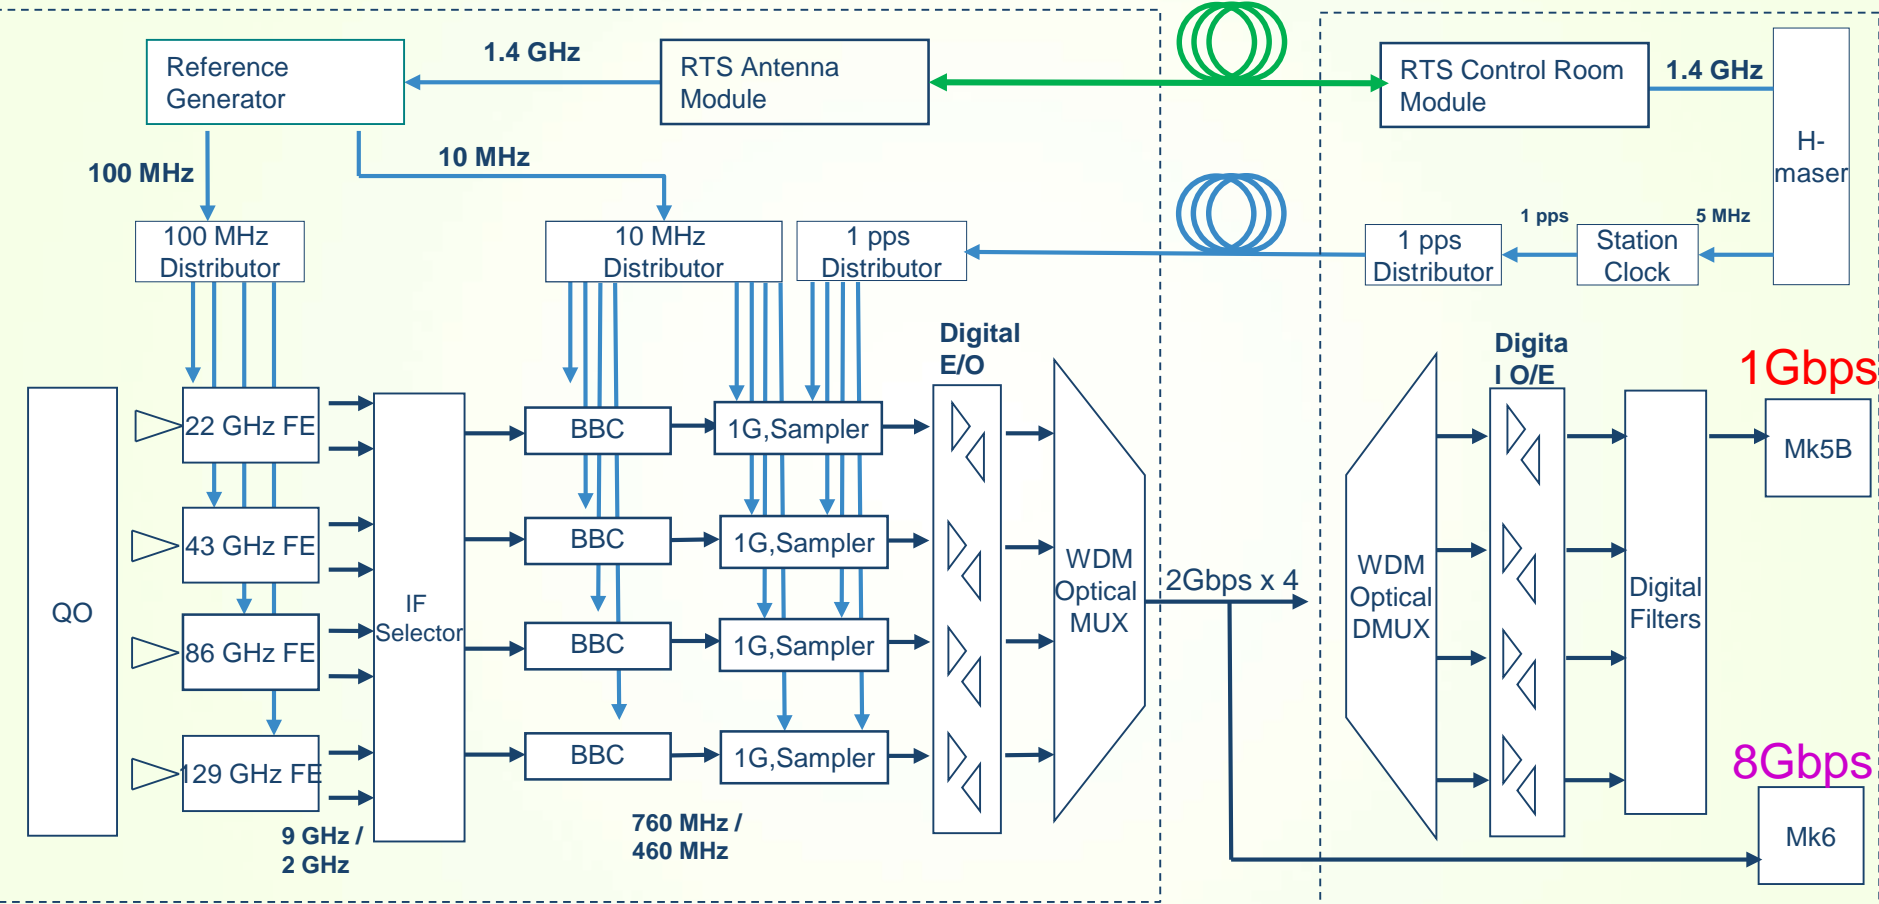 Reference
Generator
1.4 GHz
RTS Antenna
Module
RTS Control Room
Module
1.4 GHz
H-
maser
100 MHz
10 MHz
100 MHz
Distributor
10 MHz
Distributor
1 pps
Distributor
1 pps
Distributor
1 pps
Station
Clock
5 MHz
Digital
E/O
Digita
l O/E
1Gbps
Mk5B
22 GHz FE
43 GHz FE
86 GHz FE
129 GHz FE
QO
IF
Selector
BBC
BBC
BBC
BBC
1G,Sampler
1G,Sampler
1G,Sampler
1G,Sampler
WDM
Optical
MUX
2Gbps x 4
WDM
Optical
DMUX
Digital
Filters
8Gbps
Mk6
9 GHz /
2 GHz
760 MHz /
460 MHz